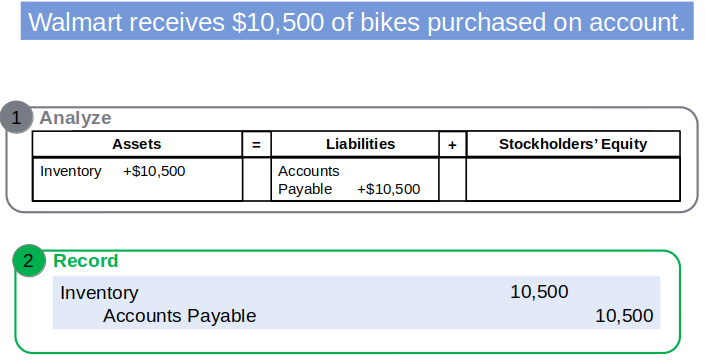 Walmart receives $10,500 of bikes purchased on account.
1 Analyze
Assets = Liabilities + Stockholders’ Equity
Inventory +$10,500 Accounts
Payable +$10,500
2 Record
Inventory 10,500
Accounts Payable 10,500